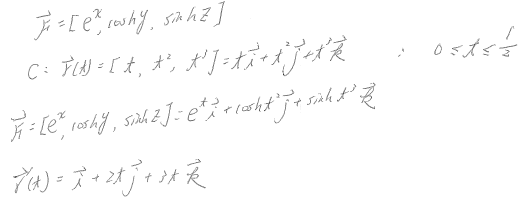 F⃗ = [e^x, cosh y, sinh z]
C : r⃗(t) = [t, t², t³] = t i⃗ + t² j⃗ + t³ k⃗ : 0 ≤ t ≤ 1/2
F⃗ = [e^x, cosh y, sinh z] = e^t i⃗ + cosh t² j⃗ + sinh t³ k⃗
r⃗'(t) = i⃗ + 2t j⃗ + 3t k⃗